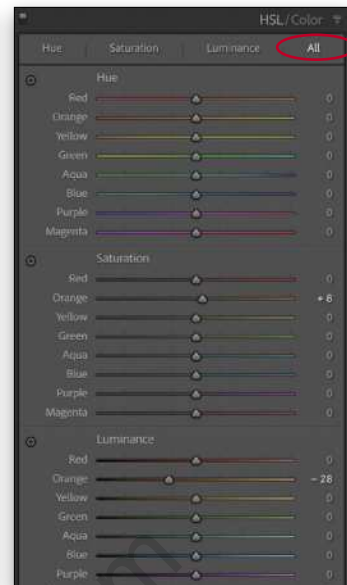 HSL / Color
Hue Saturation Luminance All
Hue
Red 0
Orange 0
Yellow 0
Green 0
Aqua 0
Blue 0
Purple 0
Magenta 0
Saturation
Red 0
Orange + 8
Yellow 0
Green 0
Aqua 0
Blue 0
Purple 0
Magenta 0
Luminance
Red 0
Orange - 28
Yellow 0
Green 0
Aqua 0
Blue 0
Purple 0